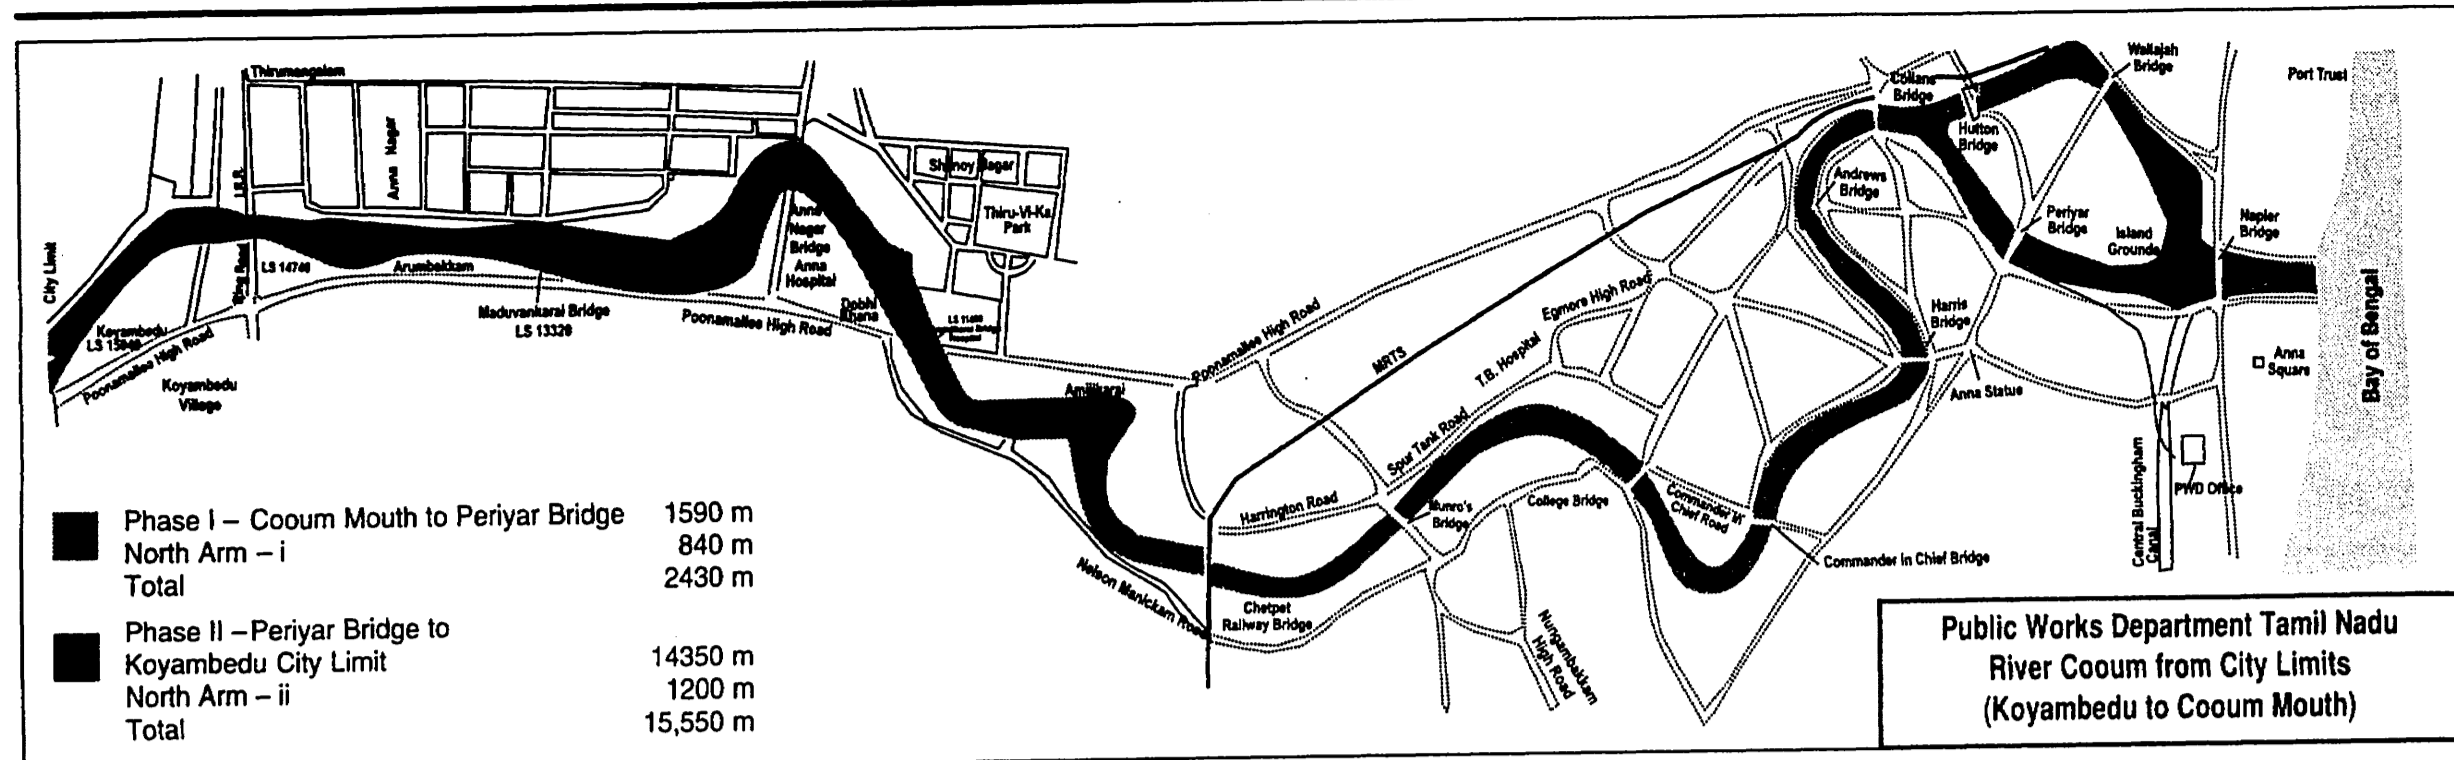 Thirumangalam
Anna Nagar
I.R.R.
Ring Road
City Limit
LS 14740
Arumbakkam
Koyambedu
Poonamallee High Road
Koyambedu
Village
Maduvankarai Bridge
LS 13320
Poonamallee High Road
Anna
Nagar
Bridge
Anna
Hospital
Dobhi
Khana
Shenoy Nagar
Thiru-Vi-Ka
Park
Aminjikarai
Nelson Manickam Road
Poonamallee High Road
MRTS
Harrington Road
Spur Tank Road
T.B. Hospital
Egmore High Road
Chetpet
Railway Bridge
Munro's
Bridge
College Bridge
Nungambakkam
High Road
Commander in
Chief Road
Commander in Chief Bridge
Andrews
Bridge
Collans
Bridge
Hutton
Bridge
Wallajah
Bridge
Port Trust
Periyar
Bridge
Island
Grounds
Napier
Bridge
Harris
Bridge
Anna Statue
Anna
Square
Bay of Bengal
Central Buckingham
Canal
PWD Office
Phase I – Cooum Mouth to Periyar Bridge 1590 m
North Arm – i 840 m
Total 2430 m
Phase II –Periyar Bridge to
Koyambedu City Limit 14350 m
North Arm – ii 1200 m
Total 15,550 m
Public Works Department Tamil Nadu
River Cooum from City Limits
(Koyambedu to Cooum Mouth)